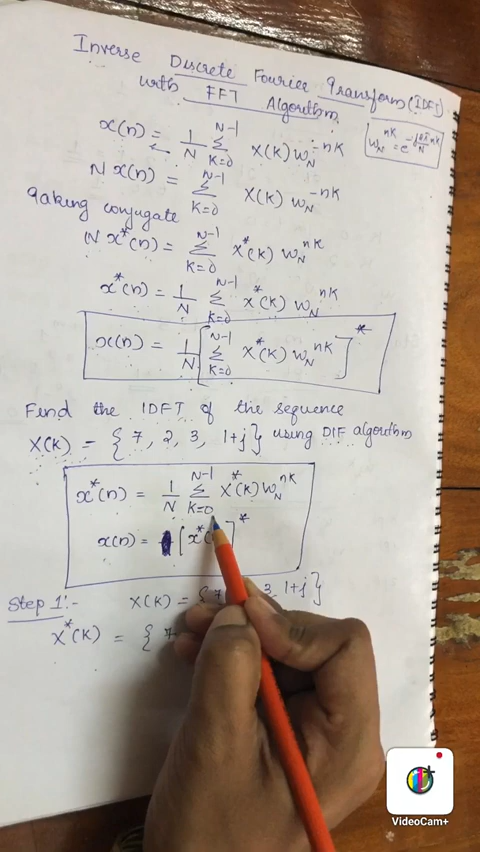 Inverse Discrete Fourier Transform (IDFT)
with FFT Algorithm
x(n) = 1/N Σ_{K=0}^{N-1} X(K) W_N^{-nK}
W_N^{nK} = e^{-j2π/N nK}
N x(n) = Σ_{K=0}^{N-1} X(K) W_N^{-nK}
Taking conjugate
N x*(n) = Σ_{K=0}^{N-1} X*(K) W_N^{nK}
x*(n) = 1/N Σ_{K=0}^{N-1} X*(K) W_N^{nK}
x(n) = 1/N [Σ_{K=0}^{N-1} X*(K) W_N^{nK}]*
Find the IDFT of the sequence
X(K) = {7, 2, 3, 1+j} using DIF algorithm
x*(n) = 1/N Σ_{K=0}^{N-1} X*(K) W_N^{nK}
x(n) = [x*( ]*
Step 1:- X(K) = {7 3, 1+j}
X*(K) = {7
VideoCam+